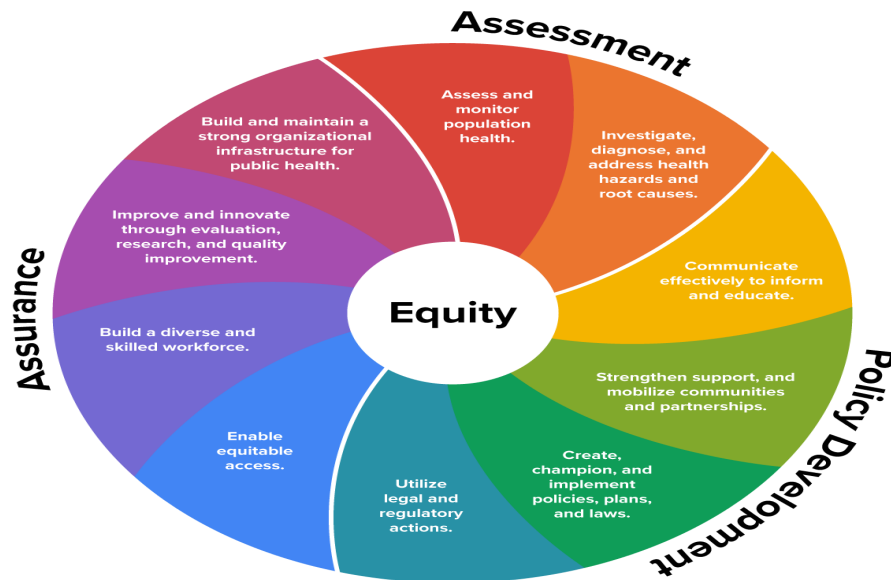 Assessment
Assess and
monitor
population
health.
Investigate,
diagnose, and
address health
hazards and
root causes.
Communicate
effectively to inform
and educate.
Strengthen support, and
mobilize communities
and partnerships.
Policy Development
Create,
champion, and
implement
policies, plans,
and laws.
Utilize
legal and
regulatory
actions.
Enable
equitable
access.
Build a diverse and
skilled workforce.
Assurance
Improve and innovate
through evaluation,
research, and quality
improvement.
Build and maintain a
strong organizational
infrastructure for
public health.
Equity